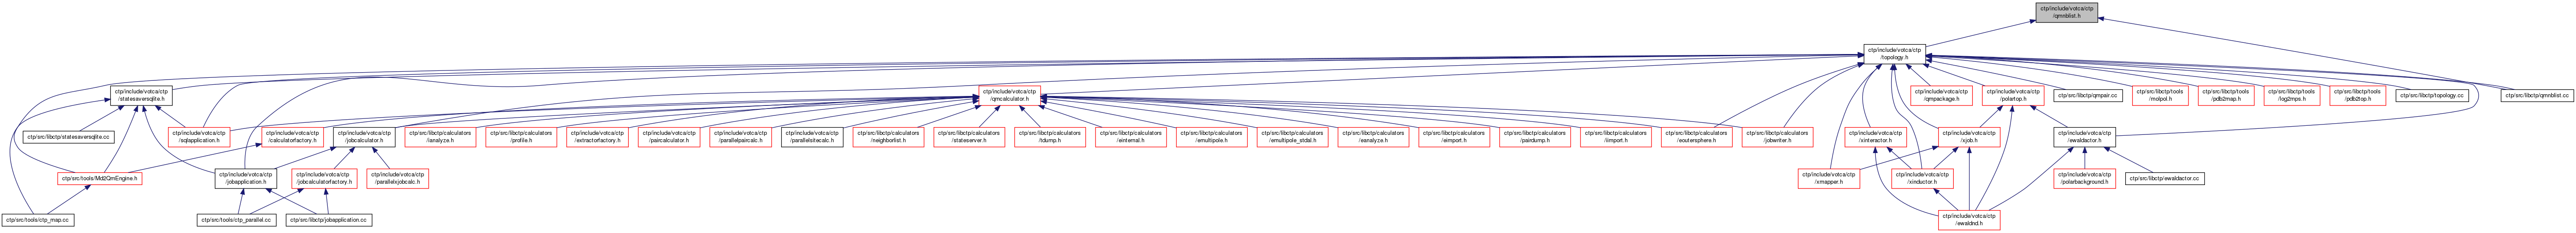 ctp/include/votca/ctp
/qmnblist.h
ctp/include/votca/ctp
/topology.h
ctp/include/votca/ctp
/statesaversqlite.h
ctp/include/votca/ctp
/qmcalculator.h
ctp/include/votca/ctp
/qmpackage.h
ctp/include/votca/ctp
/polartop.h
ctp/src/libctp/qmpair.cc
ctp/src/libctp/tools
/molpol.h
ctp/src/libctp/tools
/pdb2map.h
ctp/src/libctp/tools
/log2mps.h
ctp/src/libctp/tools
/pdb2top.h
ctp/src/libctp/topology.cc
ctp/src/libctp/qmnblist.cc
ctp/src/libctp/statesaversqlite.cc
ctp/include/votca/ctp
/sqlapplication.h
ctp/include/votca/ctp
/calculatorfactory.h
ctp/include/votca/ctp
/jobcalculator.h
ctp/src/libctp/calculators
/ianalyze.h
ctp/src/libctp/calculators
/profile.h
ctp/include/votca/ctp
/extractorfactory.h
ctp/include/votca/ctp
/paircalculator.h
ctp/include/votca/ctp
/parallelpaircalc.h
ctp/include/votca/ctp
/parallelsitecalc.h
ctp/src/libctp/calculators
/neighborlist.h
ctp/src/libctp/calculators
/stateserver.h
ctp/src/libctp/calculators
/tdump.h
ctp/src/libctp/calculators
/einternal.h
ctp/src/libctp/calculators
/emultipole.h
ctp/src/libctp/calculators
/emultipole_stdal.h
ctp/src/libctp/calculators
/eanalyze.h
ctp/src/libctp/calculators
/eimport.h
ctp/src/libctp/calculators
/pairdump.h
ctp/src/libctp/calculators
/iimport.h
ctp/src/libctp/calculators
/eoutersphere.h
ctp/src/libctp/calculators
/jobwriter.h
ctp/include/votca/ctp
/xinteractor.h
ctp/include/votca/ctp
/xjob.h
ctp/include/votca/ctp
/ewaldactor.h
ctp/src/tools/Md2QmEngine.h
ctp/include/votca/ctp
/jobapplication.h
ctp/include/votca/ctp
/jobcalculatorfactory.h
ctp/include/votca/ctp
/parallelxjobcalc.h
ctp/include/votca/ctp
/xmapper.h
ctp/include/votca/ctp
/xinductor.h
ctp/include/votca/ctp
/polarbackground.h
ctp/src/libctp/ewaldactor.cc
ctp/src/tools/ctp_map.cc
ctp/src/tools/ctp_parallel.cc
ctp/src/libctp/jobapplication.cc
ctp/include/votca/ctp
/ewaldnd.h